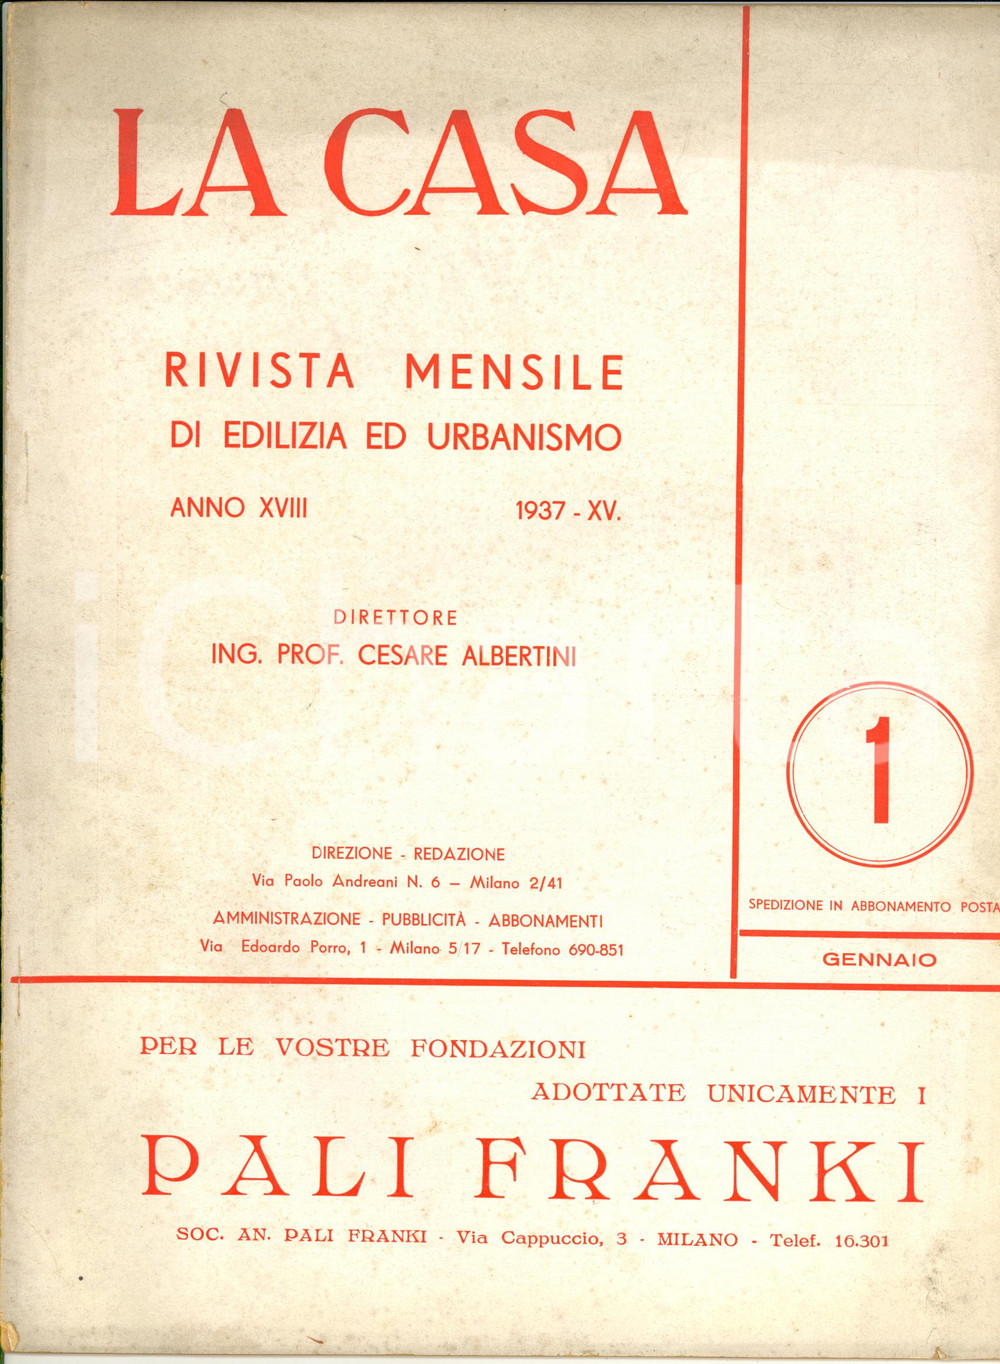 LA CASA
RIVISTA MENSILE
DI EDILIZIA ED URBANISMO
ANNO XVIII 1937 - XV.
DIRETTORE
ING. PROF. CESARE ALBERTINI
1
DIREZIONE - REDAZIONE
Via Paolo Andreani N. 6 – Milano 2/41
AMMINISTRAZIONE - PUBBLICITÀ - ABBONAMENTI
Via Edoardo Porro, 1 - Milano 5/17 - Telefono 690-851
SPEDIZIONE IN ABBONAMENTO POSTA
GENNAIO
PER LE VOSTRE FONDAZIONI
ADOTTATE UNICAMENTE I
PALI FRANKI
SOC. AN. PALI FRANKI - Via Cappuccio, 3 - MILANO - Telef. 16.301